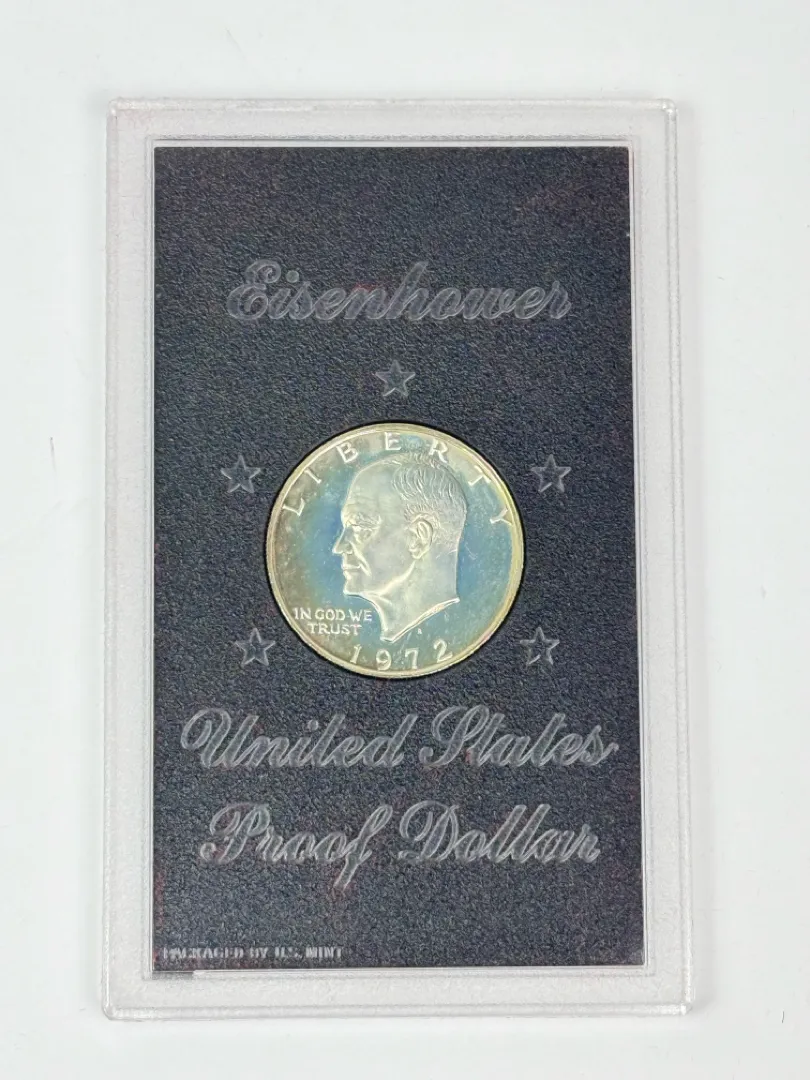 Eisenhower
LIBERTY
IN GOD WE
TRUST
1972
United States
Proof Dollar
PACKAGED BY U.S. MINT